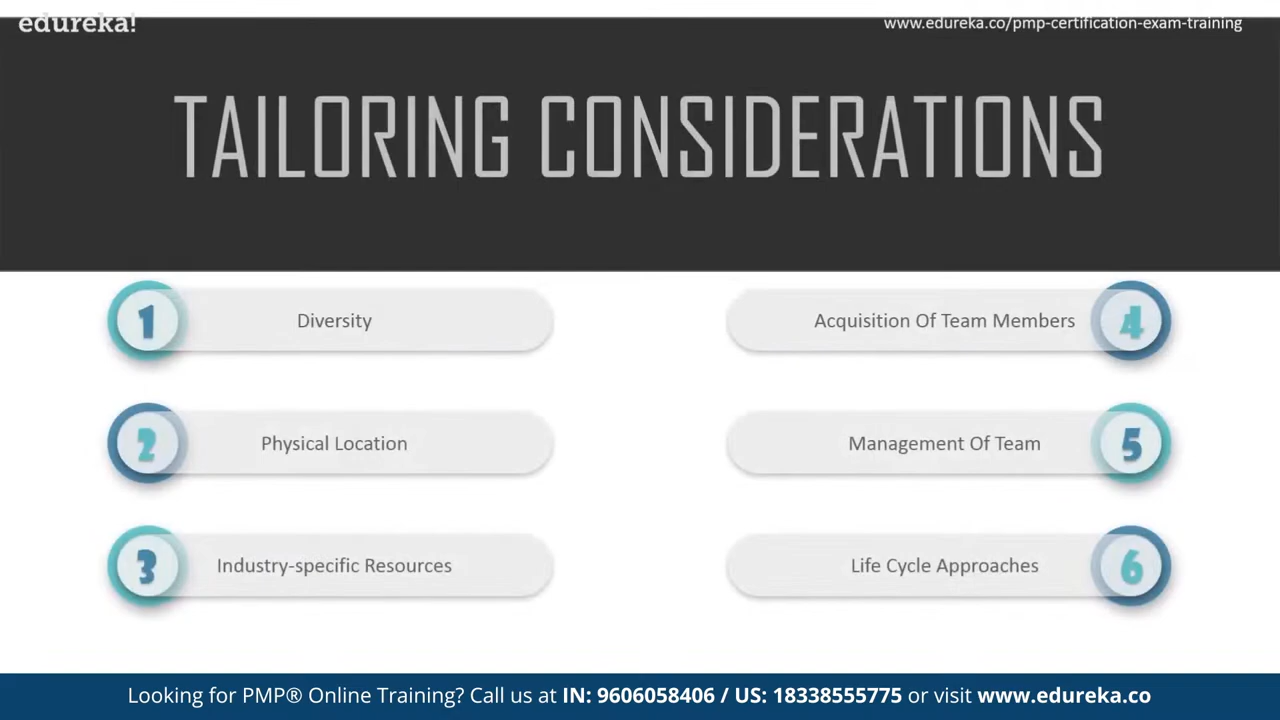 edureka!
www.edureka.co/pmp-certification-exam-training
TAILORING CONSIDERATIONS
1 Diversity
2 Physical Location
3 Industry-specific Resources
Acquisition Of Team Members 4
Management Of Team 5
Life Cycle Approaches 6
Looking for PMP® Online Training? Call us at IN: 9606058406 / US: 18338555775 or visit www.edureka.co